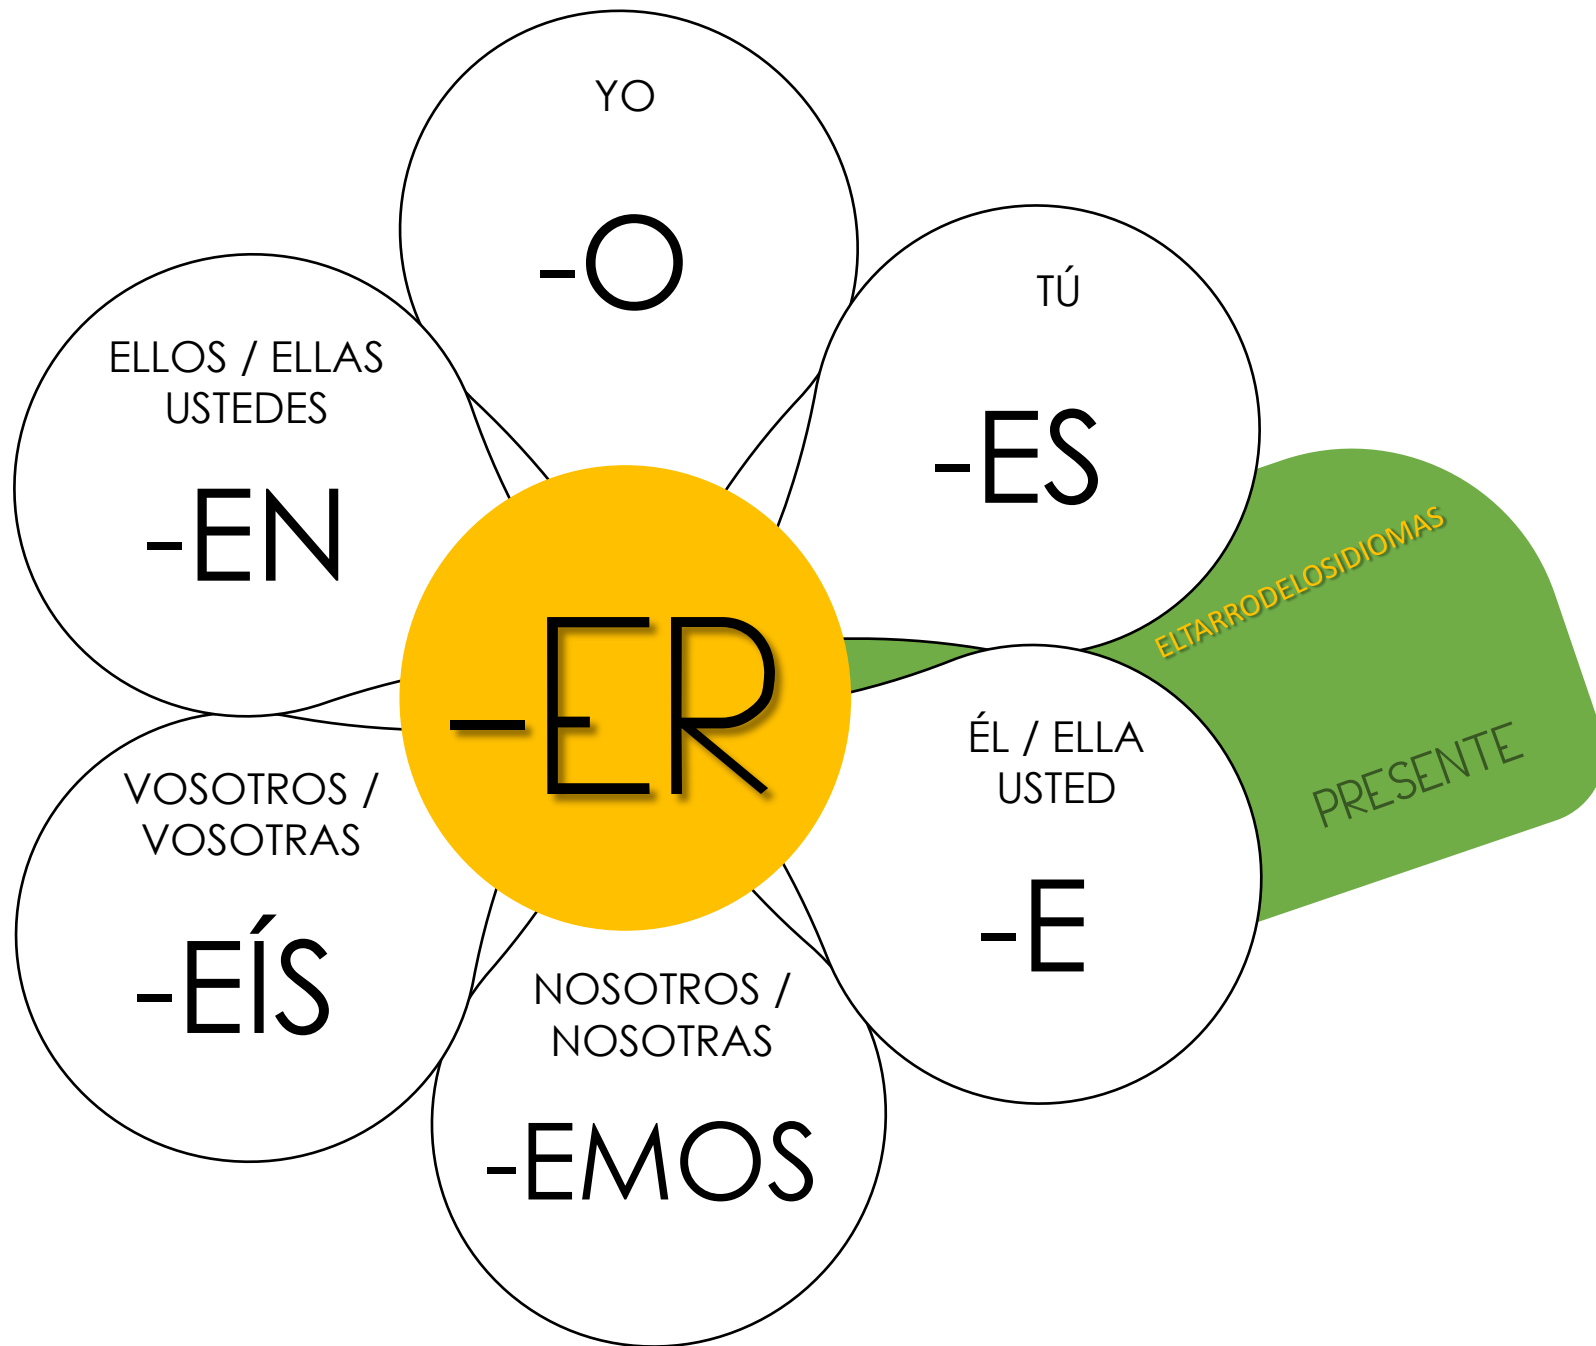 YO
-O
TÚ
-ES
ÉL / ELLA
USTED
-E
NOSOTROS /
NOSOTRAS
-EMOS
VOSOTROS /
VOSOTRAS
-EÍS
ELLOS / ELLAS
USTEDES
-EN
-ER
ELTARRODELOSIDIOMAS
PRESENTE